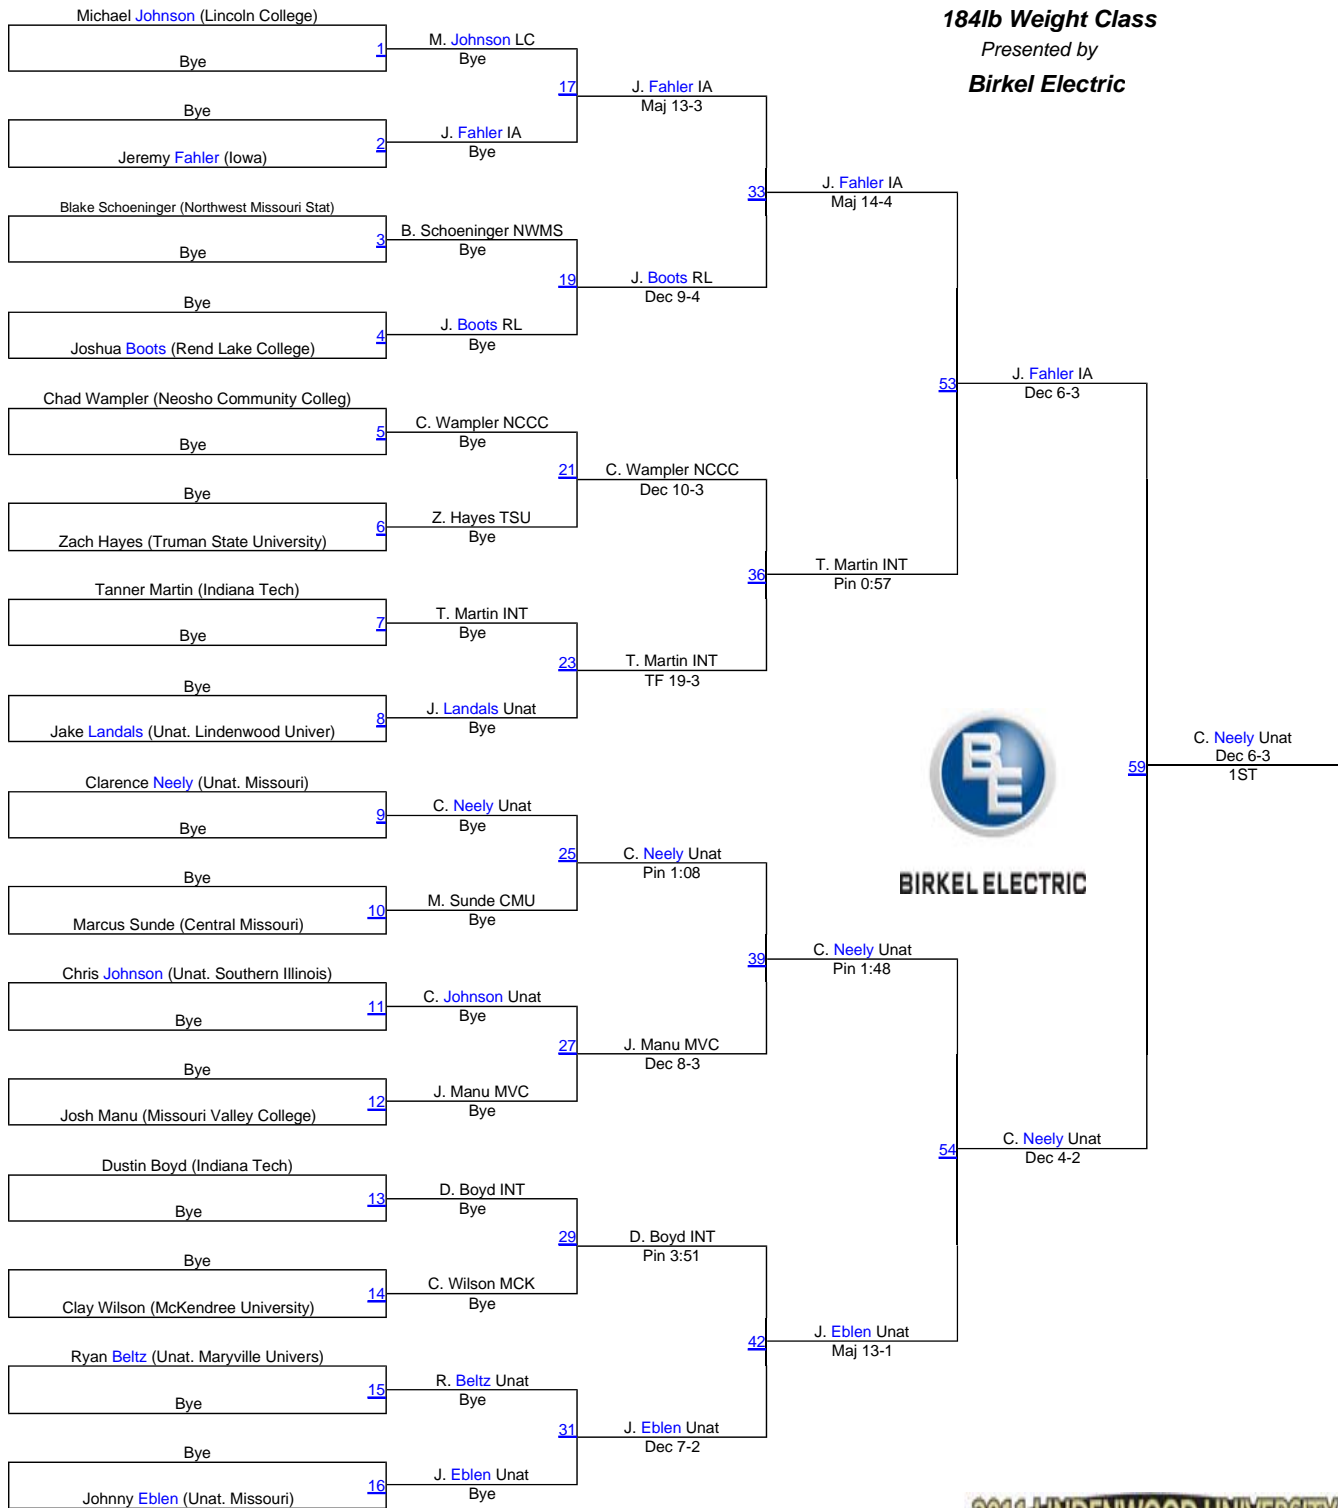 184lb Weight Class
Presented by
Birkel Electric
Michael Johnson (Lincoln College)
1
Bye
M. Johnson LC
Bye
17
J. Fahler IA
Maj 13-3
Bye
2
Jeremy Fahler (Iowa)
J. Fahler IA
Bye
33
J. Fahler IA
Maj 14-4
Blake Schoeninger (Northwest Missouri Stat)
3
Bye
B. Schoeninger NWMS
Bye
19
J. Boots RL
Dec 9-4
Bye
4
Joshua Boots (Rend Lake College)
J. Boots RL
Bye
53
J. Fahler IA
Dec 6-3
Chad Wampler (Neosho Community Colleg)
5
Bye
C. Wampler NCCC
Bye
21
C. Wampler NCCC
Dec 10-3
Bye
6
Zach Hayes (Truman State University)
Z. Hayes TSU
Bye
36
T. Martin INT
Pin 0:57
Tanner Martin (Indiana Tech)
7
Bye
T. Martin INT
Bye
23
T. Martin INT
TF 19-3
Bye
8
Jake Landals (Unat. Lindenwood Univer)
J. Landals Unat
Bye
BE
BIRKEL ELECTRIC
59
C. Neely Unat
Dec 6-3
1ST
Clarence Neely (Unat. Missouri)
9
Bye
C. Neely Unat
Bye
25
C. Neely Unat
Pin 1:08
Bye
10
Marcus Sunde (Central Missouri)
M. Sunde CMU
Bye
39
C. Neely Unat
Pin 1:48
Chris Johnson (Unat. Southern Illinois)
11
Bye
C. Johnson Unat
Bye
27
J. Manu MVC
Dec 8-3
Bye
12
Josh Manu (Missouri Valley College)
J. Manu MVC
Bye
54
C. Neely Unat
Dec 4-2
Dustin Boyd (Indiana Tech)
13
Bye
D. Boyd INT
Bye
29
D. Boyd INT
Pin 3:51
Bye
14
Clay Wilson (McKendree University)
C. Wilson MCK
Bye
42
J. Eblen Unat
Maj 13-1
Ryan Beltz (Unat. Maryville Univers)
15
Bye
R. Beltz Unat
Bye
31
J. Eblen Unat
Dec 7-2
Bye
16
Johnny Eblen (Unat. Missouri)
J. Eblen Unat
Bye